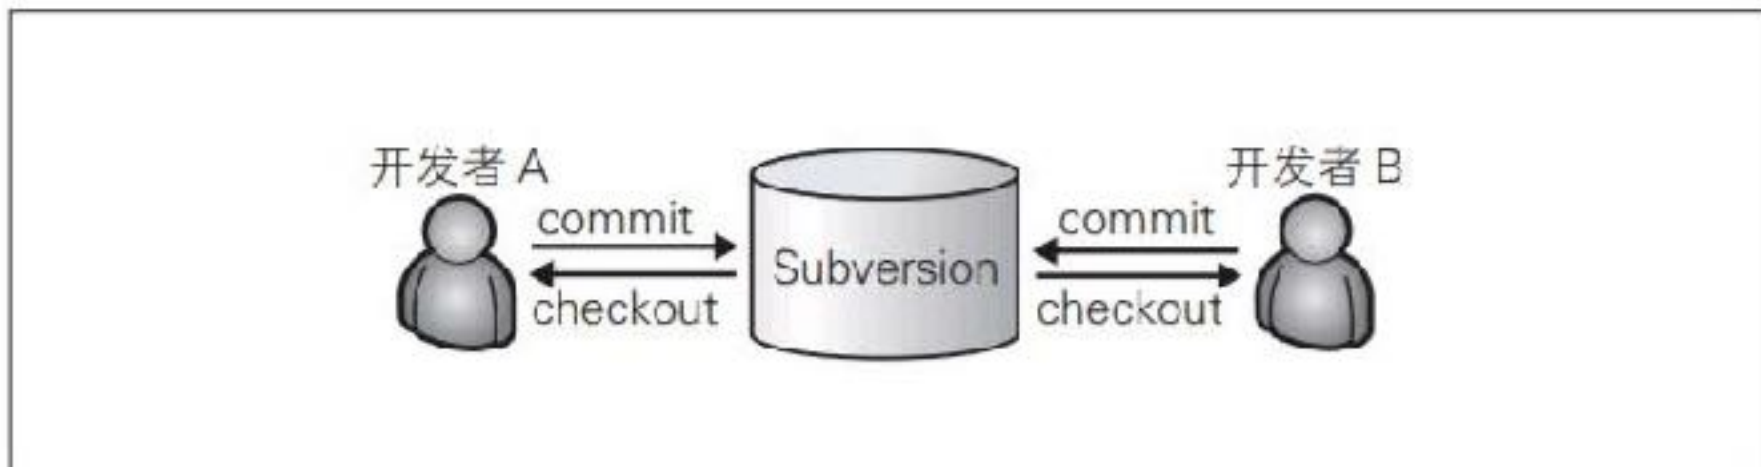 开发者 A
开发者 B
commit
commit
Subversion
checkout
checkout